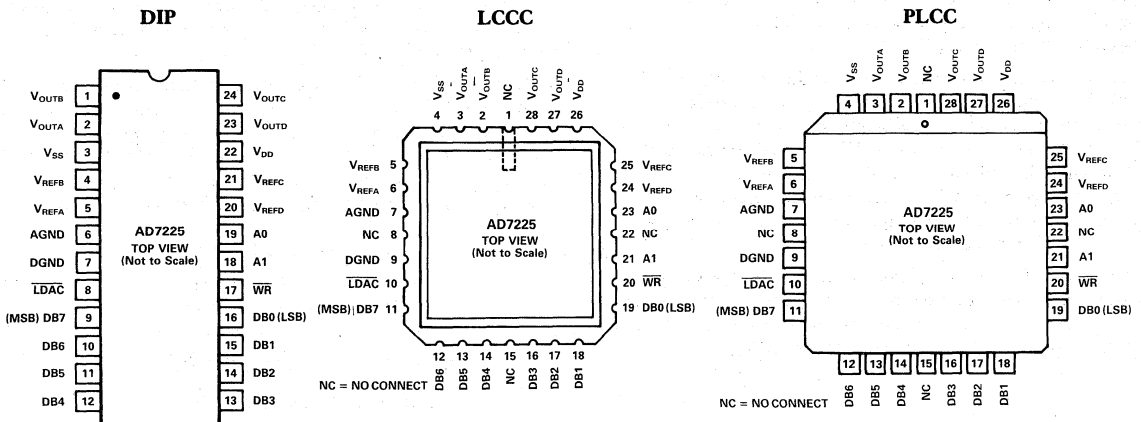 DIP
LCCC
PLCC
VOUTB 1
VOUTA 2
VSS 3
VREFB 4
VREFA 5
AGND 6
DGND 7
LDAC 8
(MSB) DB7 9
DB6 10
DB5 11
DB4 12
AD7225
TOP VIEW
(Not to Scale)
24 VOUTC
23 VOUTD
22 VDD
21 VREFC
20 VREFD
19 A0
18 A1
17 WR
16 DB0 (LSB)
15 DB1
14 DB2
13 DB3
VSS VOUTA VOUTB NC VOUTC VOUTD VDD
4 3 2 1 28 27 26
VREFB 5
VREFA 6
AGND 7
NC 8
DGND 9
LDAC 10
(MSB) DB7 11
AD7225
TOP VIEW
(Not to Scale)
25 VREFC
24 VREFD
23 A0
22 NC
21 A1
20 WR
19 DB0 (LSB)
12 13 14 15 16 17 18
DB6 DB5 DB4 NC DB3 DB2 DB1
NC = NO CONNECT
VSS VOUTA VOUTB NC VOUTC VOUTD VDD
4 3 2 1 28 27 26
VREFB 5
VREFA 6
AGND 7
NC 8
DGND 9
LDAC 10
(MSB) DB7 11
AD7225
TOP VIEW
(Not to Scale)
25 VREFC
24 VREFD
23 A0
22 NC
21 A1
20 WR
19 DB0 (LSB)
12 13 14 15 16 17 18
DB6 DB5 DB4 NC DB3 DB2 DB1
NC = NO CONNECT